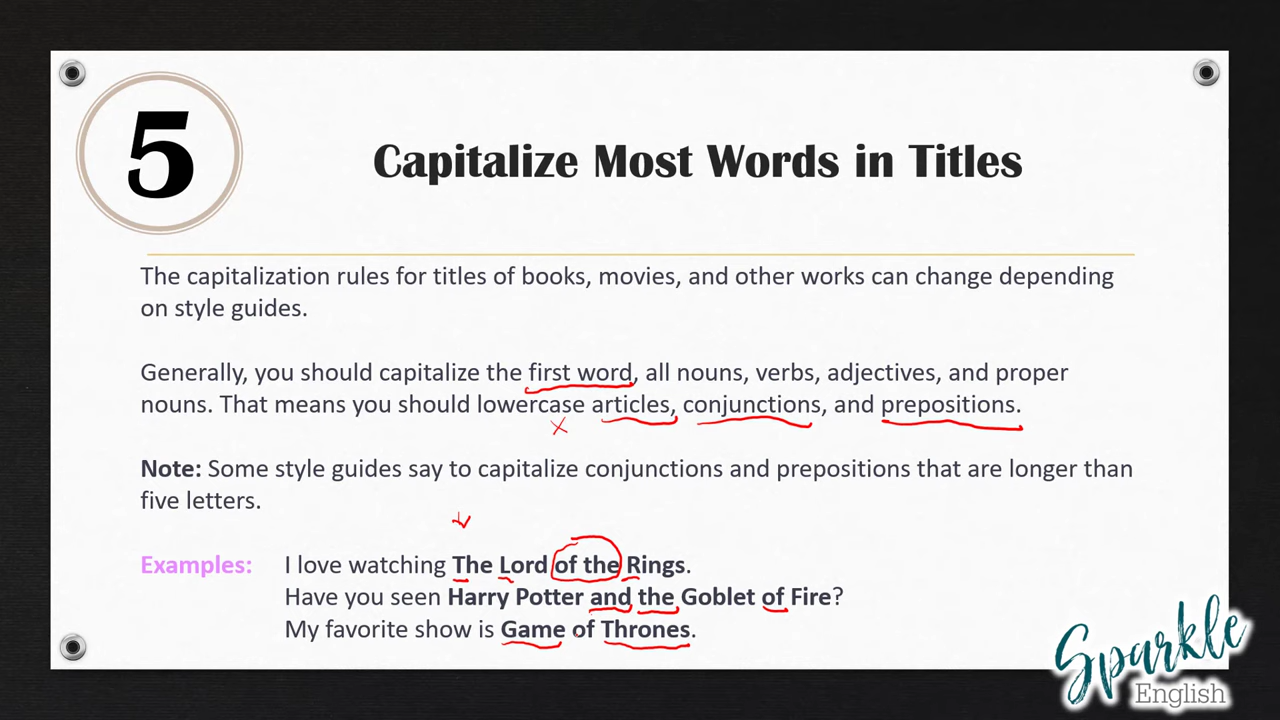 5
Capitalize Most Words in Titles
The capitalization rules for titles of books, movies, and other works can change depending
on style guides.
Generally, you should capitalize the first word, all nouns, verbs, adjectives, and proper
nouns. That means you should lowercase articles, conjunctions, and prepositions.
Note: Some style guides say to capitalize conjunctions and prepositions that are longer than
five letters.
Examples: I love watching The Lord of the Rings.
Have you seen Harry Potter and the Goblet of Fire?
My favorite show is Game of Thrones.
Sparkle
English